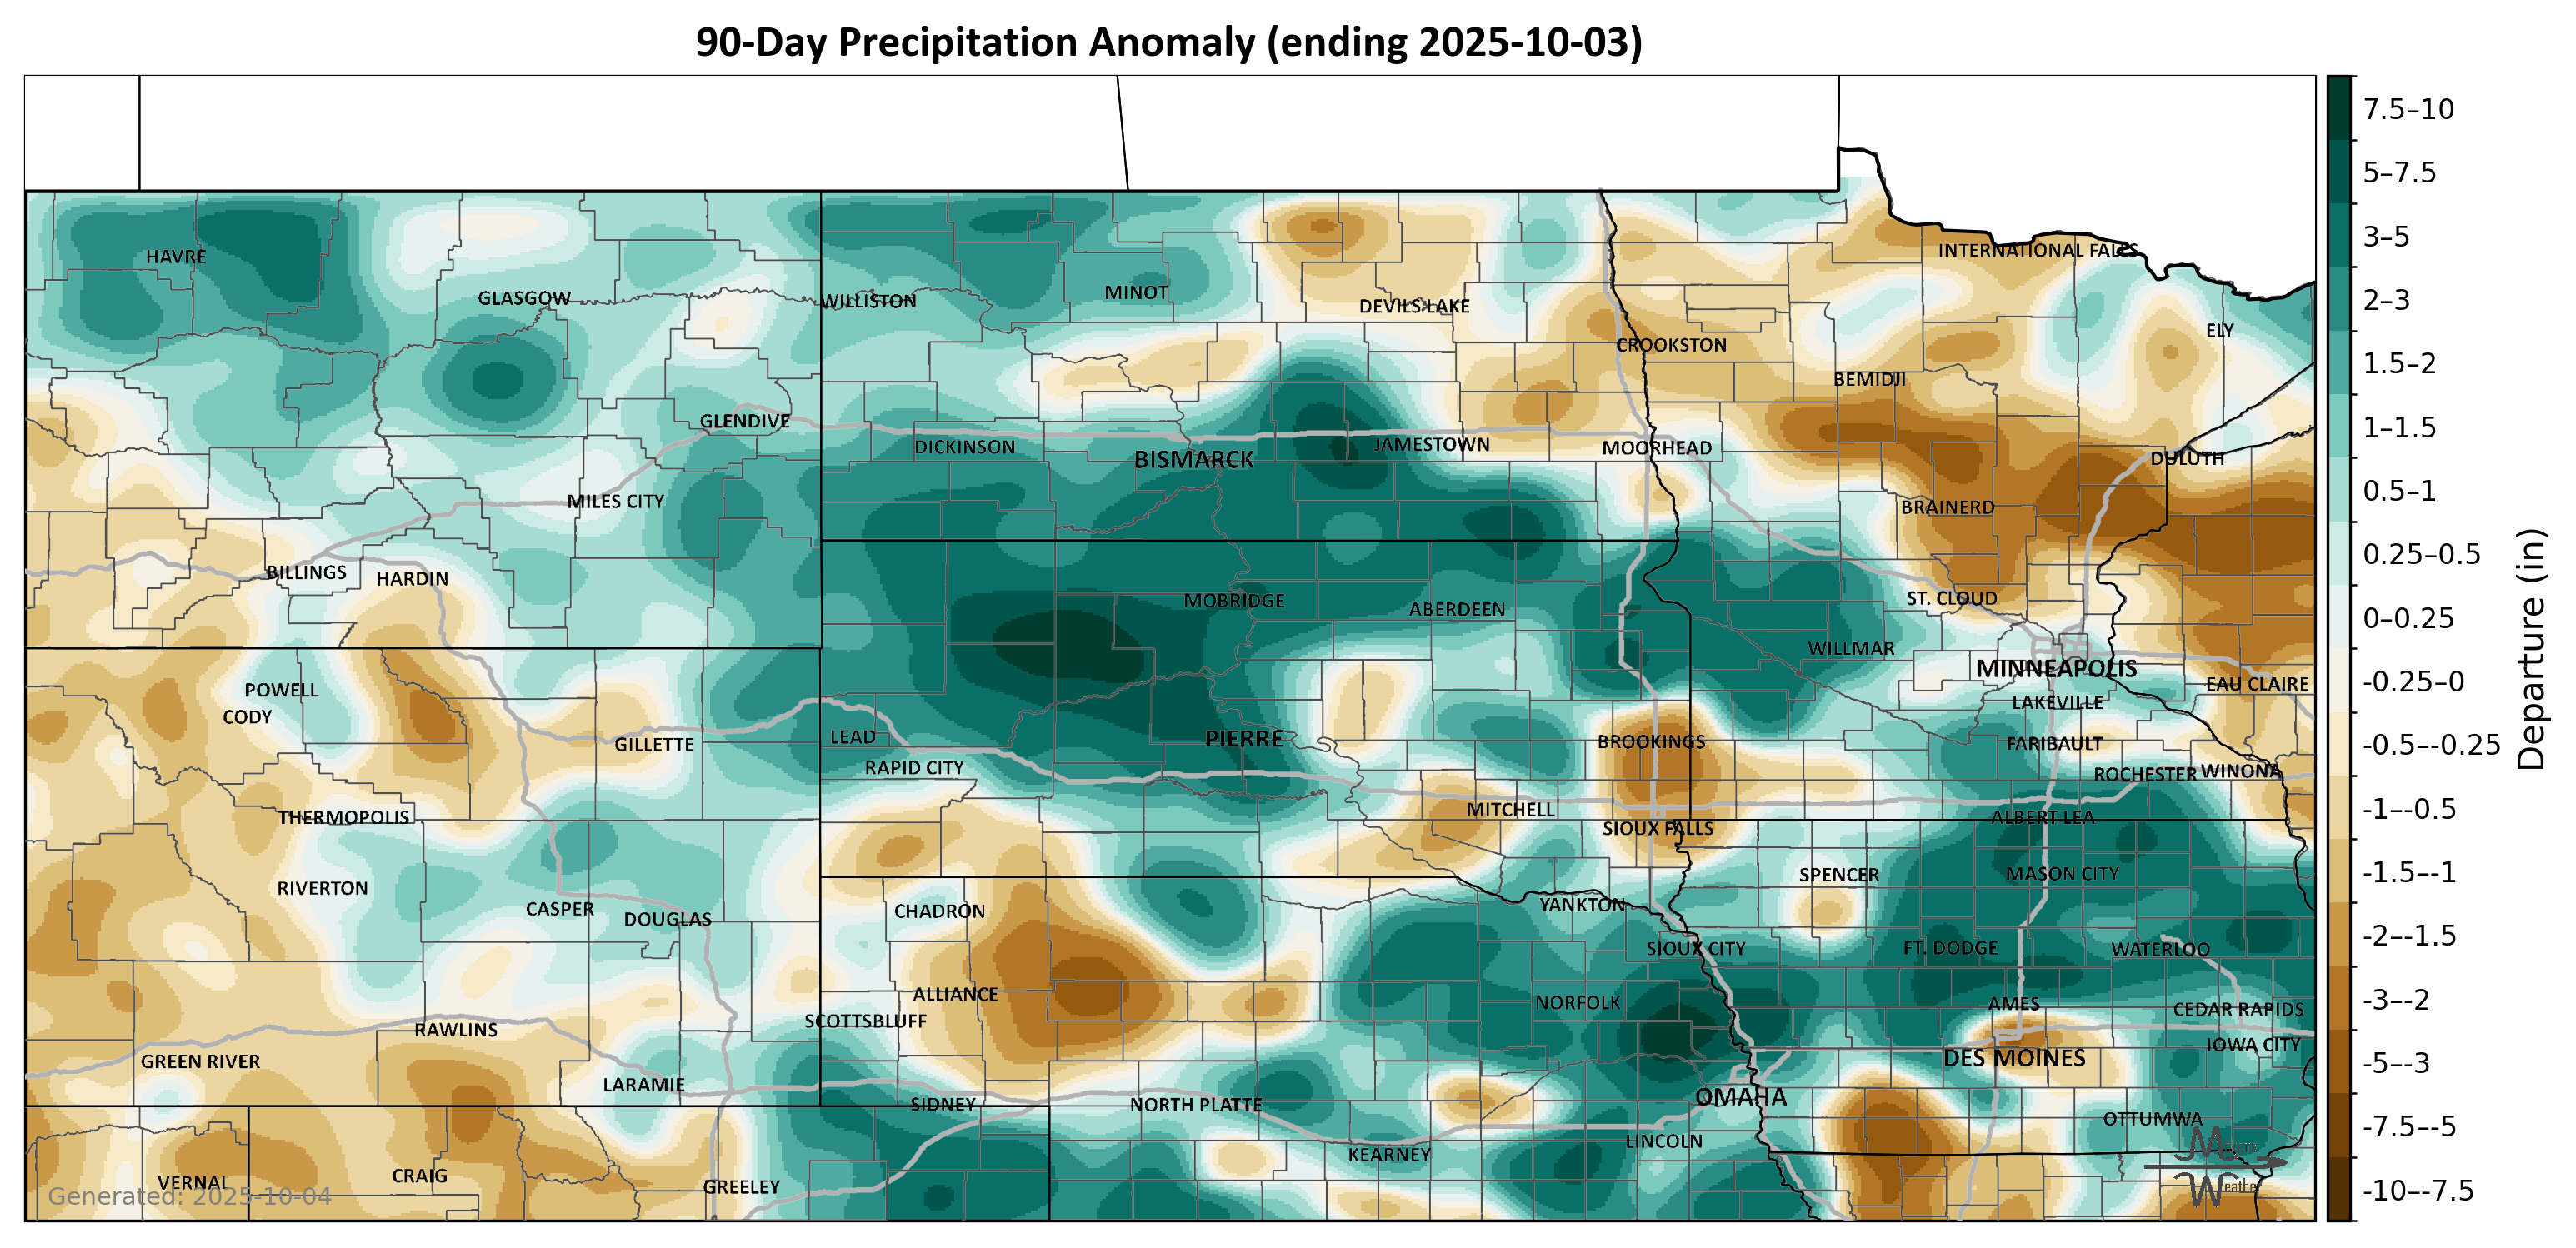 90-Day Precipitation Anomaly (ending 2025-10-03)
7.5–10
5–7.5
3–5
2–3
1.5–2
1–1.5
0.5–1
0.25–0.5
0–0.25
-0.25–0
-0.5–-0.25
-1–-0.5
-1.5–-1
-2–-1.5
-3–-2
-5–-3
-7.5–-5
-10–-7.5
Departure (in)
INTERNATIONAL FALLS
HAVRE
GLASGOW
WILLISTON
MINOT
DEVILS LAKE
ELY
CROOKSTON
BEMIDJI
GLENDIVE
DICKINSON
BISMARCK
JAMESTOWN
MOORHEAD
DULUTH
MILES CITY
BRAINERD
BILLINGS
HARDIN
MOBRIDGE
ABERDEEN
ST. CLOUD
WILLMAR
MINNEAPOLIS
EAU CLAIRE
POWELL
CODY
LAKEVILLE
GILLETTE
LEAD
PIERRE
BROOKINGS
FARIBAULT
RAPID CITY
ROCHESTER
WINONA
THERMOPOLIS
MITCHELL
ALBERT LEA
SIOUX FALLS
RIVERTON
SPENCER
MASON CITY
CASPER
DOUGLAS
CHADRON
YANKTON
SIOUX CITY
FT. DODGE
WATERLOO
ALLIANCE
NORFOLK
AMES
CEDAR RAPIDS
SCOTTSBLUFF
RAWLINS
IOWA CITY
GREEN RIVER
DES MOINES
LARAMIE
OMAHA
SIDNEY
NORTH PLATTE
OTTUMWA
LINCOLN
KEARNEY
VERNAL
CRAIG
GREELEY
Generated: 2025-10-04